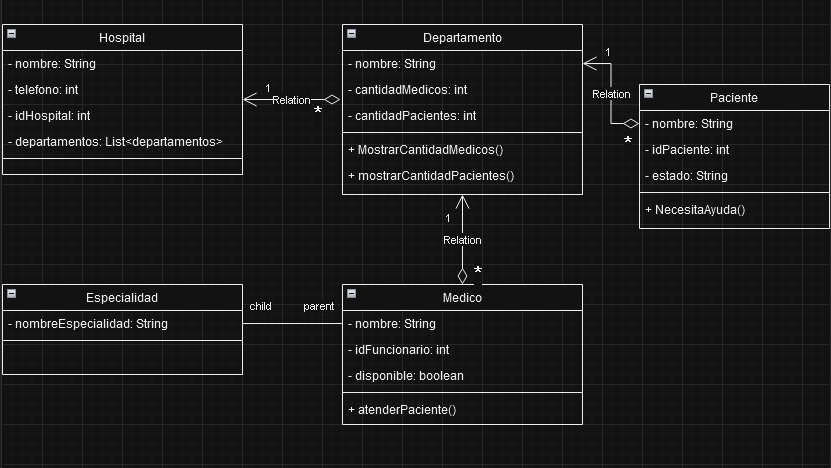 Hospital
- nombre: String
- telefono: int
- idHospital: int
- departamentos: List<departamentos>
1
Relation
*
Departamento
- nombre: String
- cantidadMedicos: int
- cantidadPacientes: int
+ MostrarCantidadMedicos()
+ mostrarCantidadPacientes()
1
Relation
*
Paciente
- nombre: String
- idPaciente: int
- estado: String
+ NecesitaAyuda()
1
Relation
*
Especialidad
- nombreEspecialidad: String
child
parent
Medico
- nombre: String
- idFuncionario: int
- disponible: boolean
+ atenderPaciente()